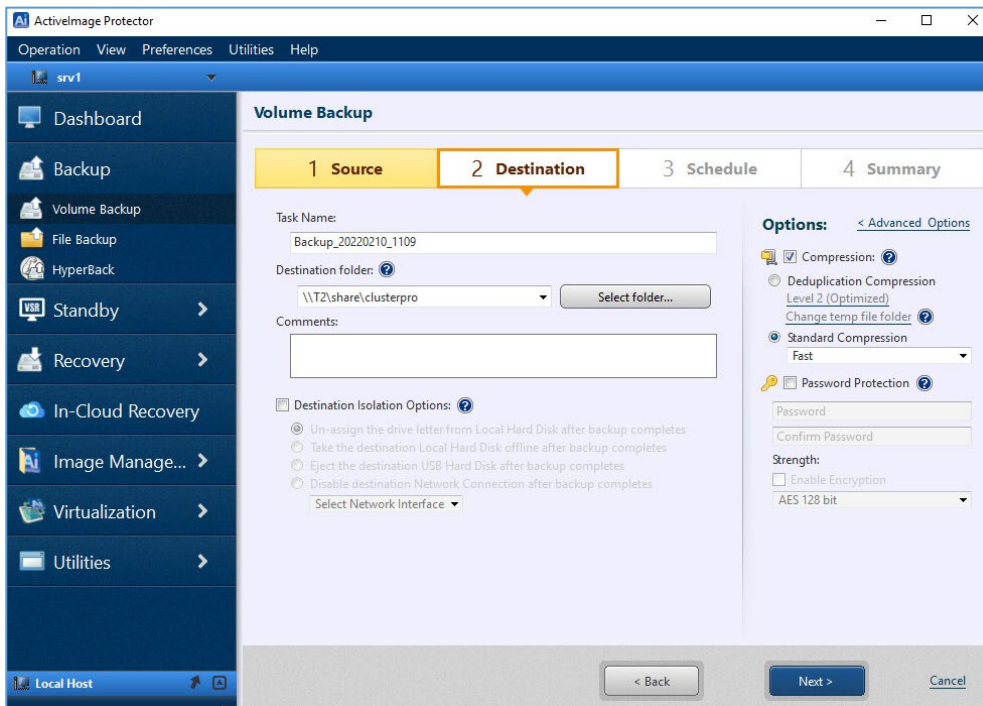 ActiveImage Protector
Operation View Preferences Utilities Help
srv1
Dashboard
Backup
Volume Backup
File Backup
HyperBack
Standby
Recovery
In-Cloud Recovery
Image Manage...
Virtualization
Utilities
Local Host
Volume Backup
1 Source
2 Destination
3 Schedule
4 Summary
Task Name:
Backup_20220210_1109
Destination folder: ?
\\T2\share\clusterpro
Select folder...
Comments:
Destination Isolation Options: ?
Un-assign the drive letter from Local Hard Disk after backup completes
Take the destination Local Hard Disk offline after backup completes
Eject the destination USB Hard Disk after backup completes
Disable destination Network Connection after backup completes
Select Network Interface
Options: < Advanced Options
Compression: ?
Deduplication Compression
Level 2 (Optimized)
Change temp file folder ?
Standard Compression
Fast
Password Protection ?
Password
Confirm Password
Strength:
Enable Encryption
AES 128 bit
< Back
Next >
Cancel